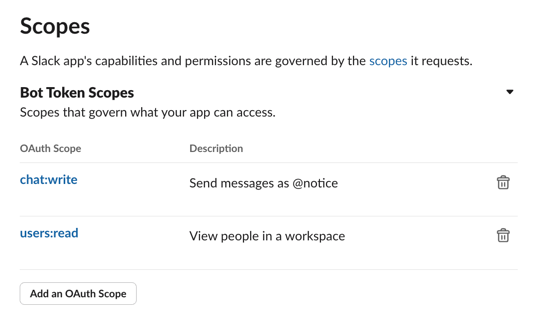 Scopes
A Slack app's capabilities and permissions are governed by the scopes it requests.
Bot Token Scopes
Scopes that govern what your app can access.
OAuth Scope Description
chat:write Send messages as @notice
users:read View people in a workspace
Add an OAuth Scope